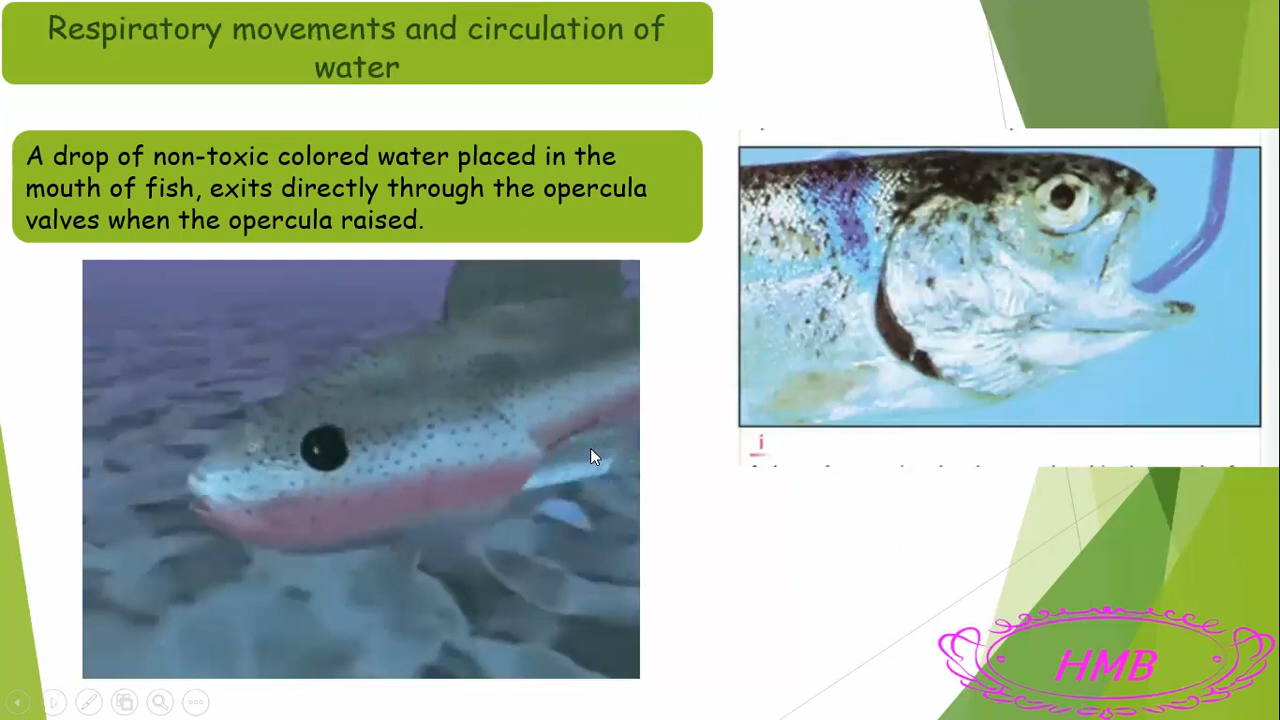 Respiratory movements and circulation of
water
A drop of non-toxic colored water placed in the
mouth of fish, exits directly through the opercula
valves when the opercula raised.
i
HMB